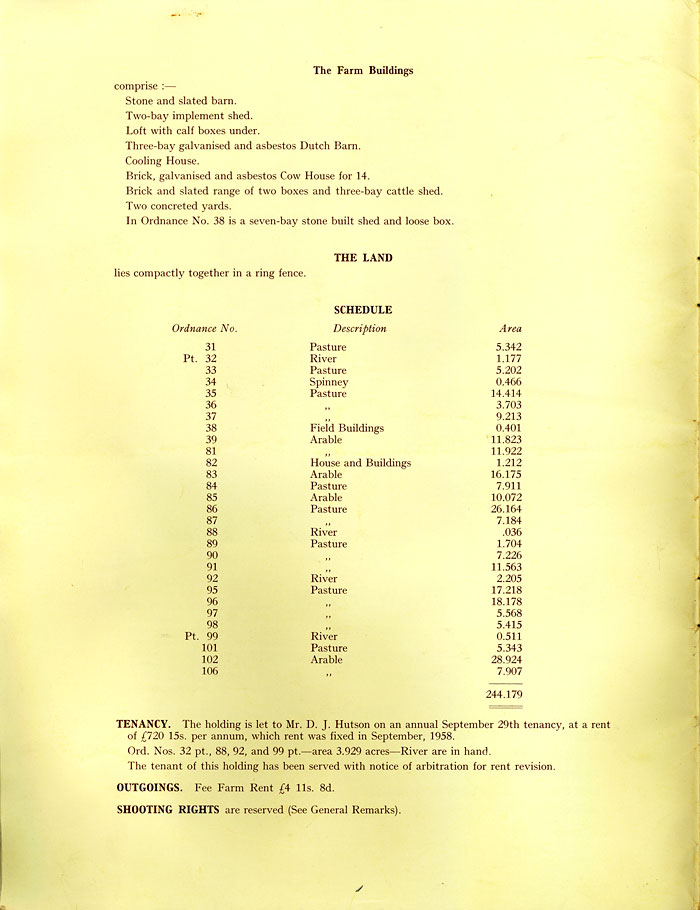 The Farm Buildings
comprise :—
Stone and slated barn.
Two-bay implement shed.
Loft with calf boxes under.
Three-bay galvanised and asbestos Dutch Barn.
Cooling House.
Brick, galvanised and asbestos Cow House for 14.
Brick and slated range of two boxes and three-bay cattle shed.
Two concreted yards.
In Ordnance No. 38 is a seven-bay stone built shed and loose box.
THE LAND
lies compactly together in a ring fence.
SCHEDULE
Ordnance No. Description Area
31 Pasture 5.342
Pt. 32 River 1.177
33 Pasture 5.202
34 Spinney 0.466
35 Pasture 14.414
36 ,, 3.703
37 ,, 9.213
38 Field Buildings 0.401
39 Arable 11.823
81 ,, 11.922
82 House and Buildings 1.212
83 Arable 16.175
84 Pasture 7.911
85 Arable 10.072
86 Pasture 26.164
87 ,, 7.184
88 River .036
89 Pasture 1.704
90 ,, 7.226
91 ,, 11.563
92 River 2.205
95 Pasture 17.218
96 ,, 18.178
97 ,, 5.568
98 ,, 5.415
Pt. 99 River 0.511
101 Pasture 5.343
102 Arable 28.924
106 ,, 7.907
244.179
TENANCY. The holding is let to Mr. D. J. Hutson on an annual September 29th tenancy, at a rent
of £720 15s. per annum, which rent was fixed in September, 1958.
Ord. Nos. 32 pt., 88, 92, and 99 pt.—area 3.929 acres—River are in hand.
The tenant of this holding has been served with notice of arbitration for rent revision.
OUTGOINGS. Fee Farm Rent £4 11s. 8d.
SHOOTING RIGHTS are reserved (See General Remarks).